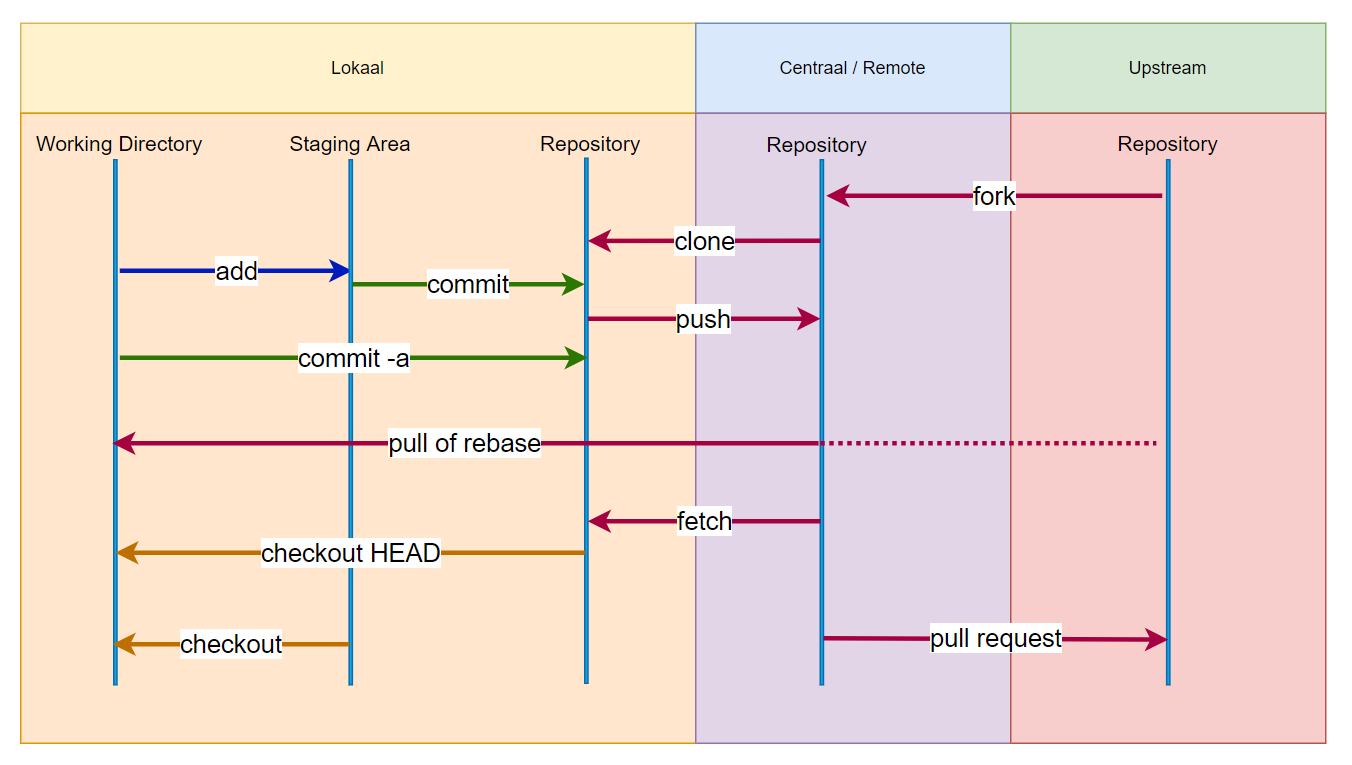 Lokaal
Centraal / Remote
Upstream
Working Directory
Staging Area
Repository
Repository
Repository
fork
clone
add
commit
push
commit -a
pull of rebase
fetch
checkout HEAD
pull request
checkout